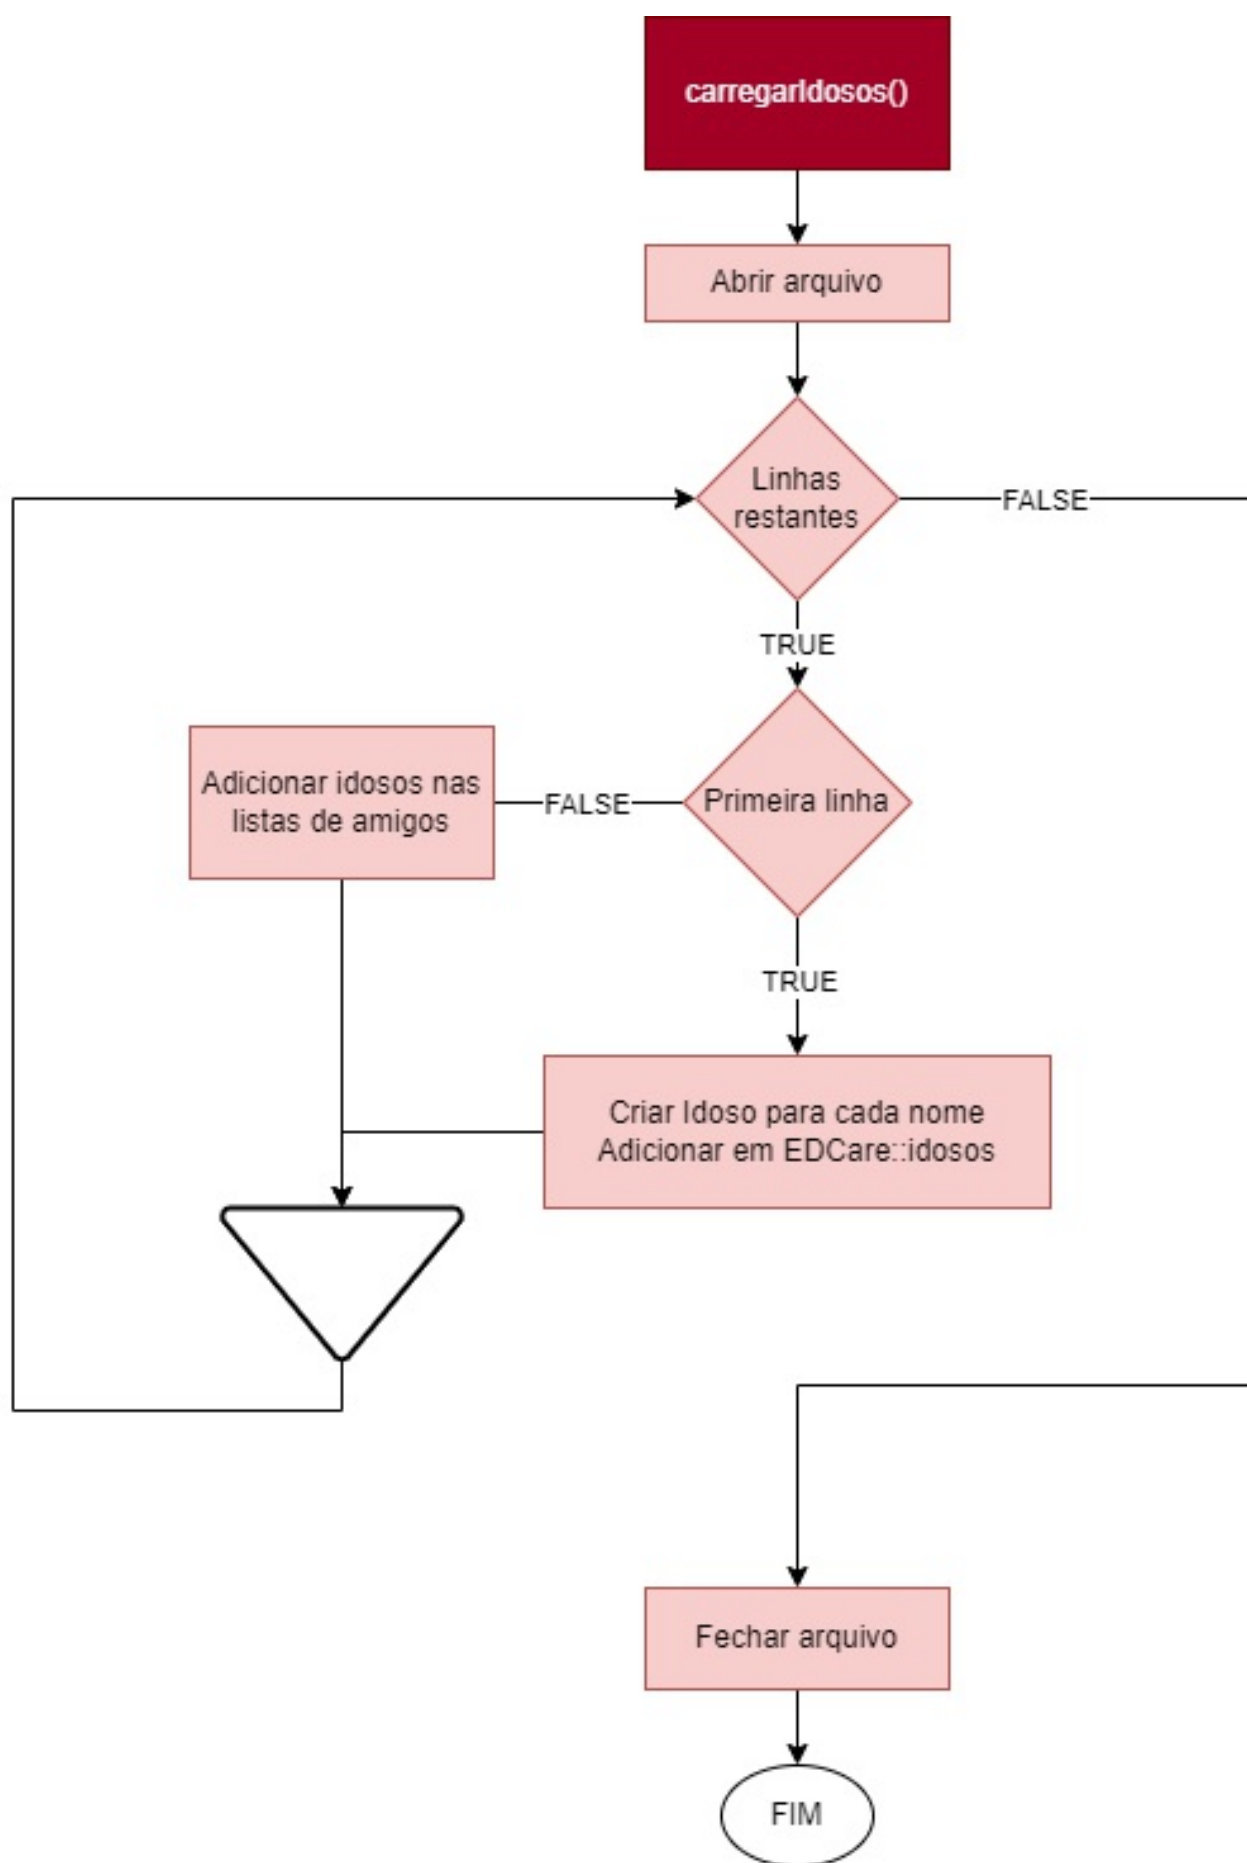 carregarIdosos()
Abrir arquivo
Linhas
restantes
FALSE
TRUE
Adicionar idosos nas
listas de amigos
FALSE
Primeira linha
TRUE
Criar Idoso para cada nome
Adicionar em EDCare::idosos
Fechar arquivo
FIM